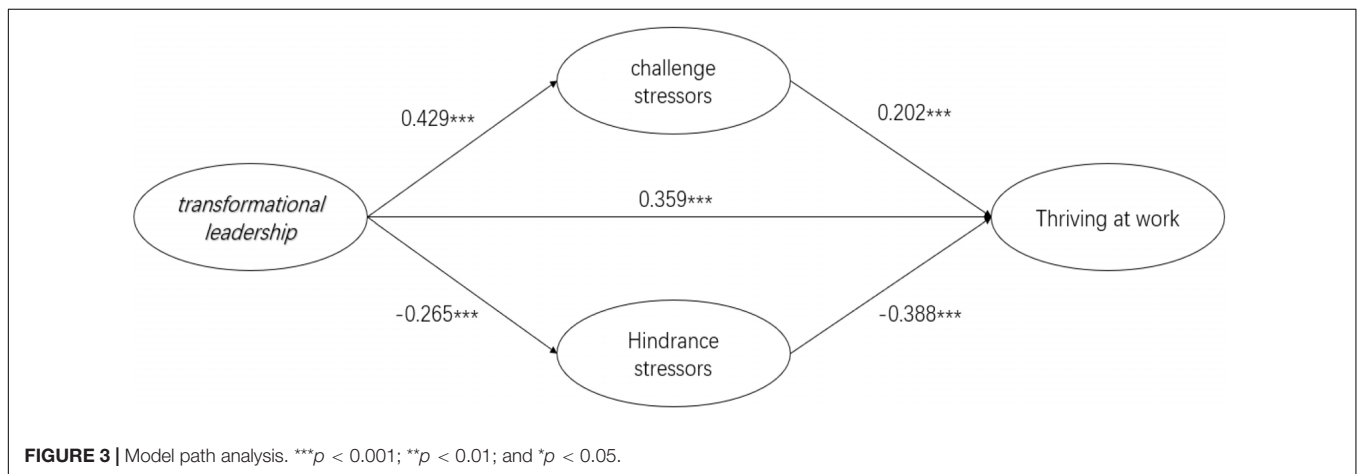 challenge
stressors
0.429***
0.202***
transformational
leadership
0.359***
Thriving at work
-0.265***
-0.388***
Hindrance
stressors
FIGURE 3 | Model path analysis. ***p < 0.001; **p < 0.01; and *p < 0.05.